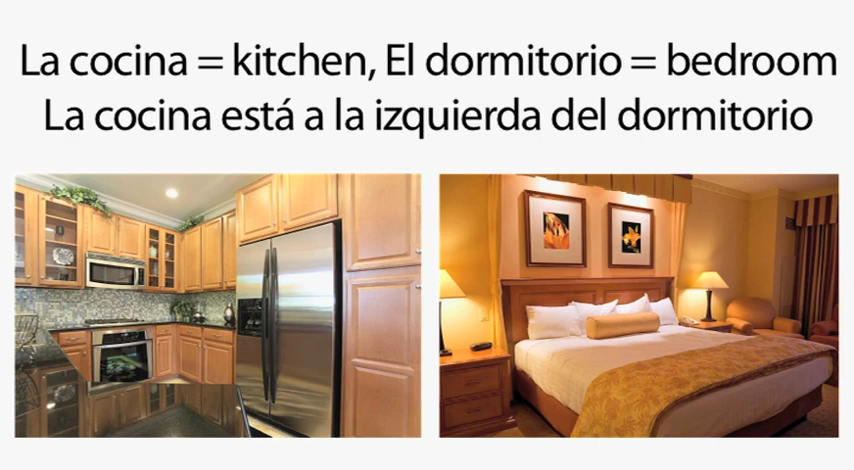 La cocina = kitchen, El dormitorio = bedroom
La cocina está a la izquierda del dormitorio